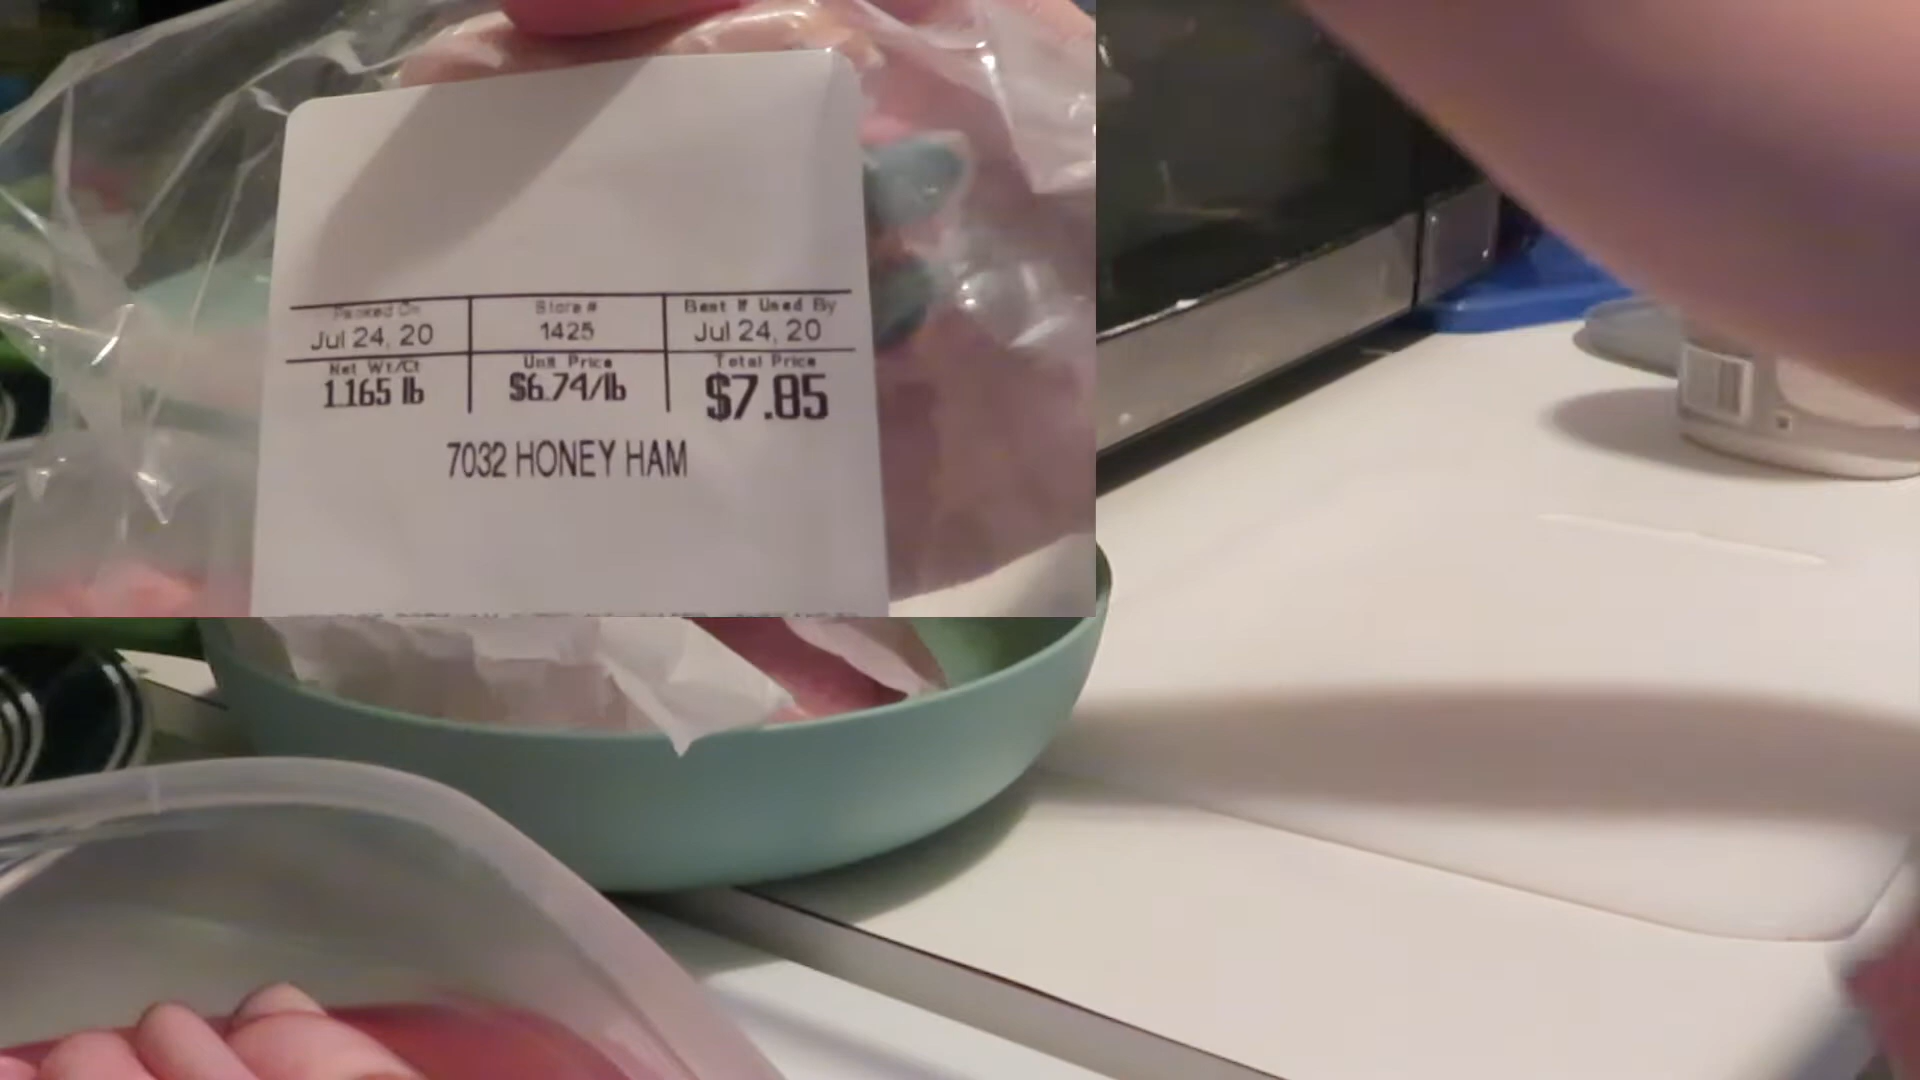 Packed On Store # Best If Used By
Jul 24, 20 1425 Jul 24, 20
Net Wt/Ct Unit Price Total Price
1.165 lb $6.74/lb $7.85
7032 HONEY HAM